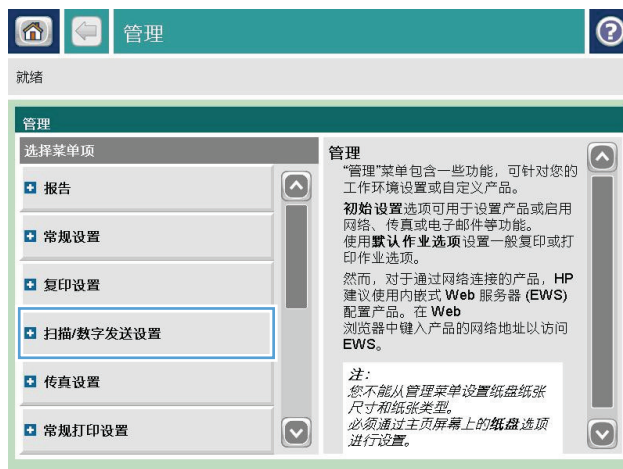 管理
就绪
管理
选择菜单项
报告
常规设置
复印设置
扫描/数字发送设置
传真设置
常规打印设置
管理
“管理”菜单包含一些功能，可针对您的
工作环境设置或自定义产品。
初始设置选项可用于设置产品或启用
网络、传真或电子邮件等功能。
使用默认作业选项设置一般复印或打
印作业选项。
然而，对于通过网络连接的产品，HP
建议使用内嵌式 Web 服务器 (EWS)
配置产品。在 Web
浏览器中键入产品的网络地址以访问
EWS。
注：
您不能从管理菜单设置纸盘纸张
尺寸和纸张类型。
必须通过主页屏幕上的纸盘选项
进行设置。